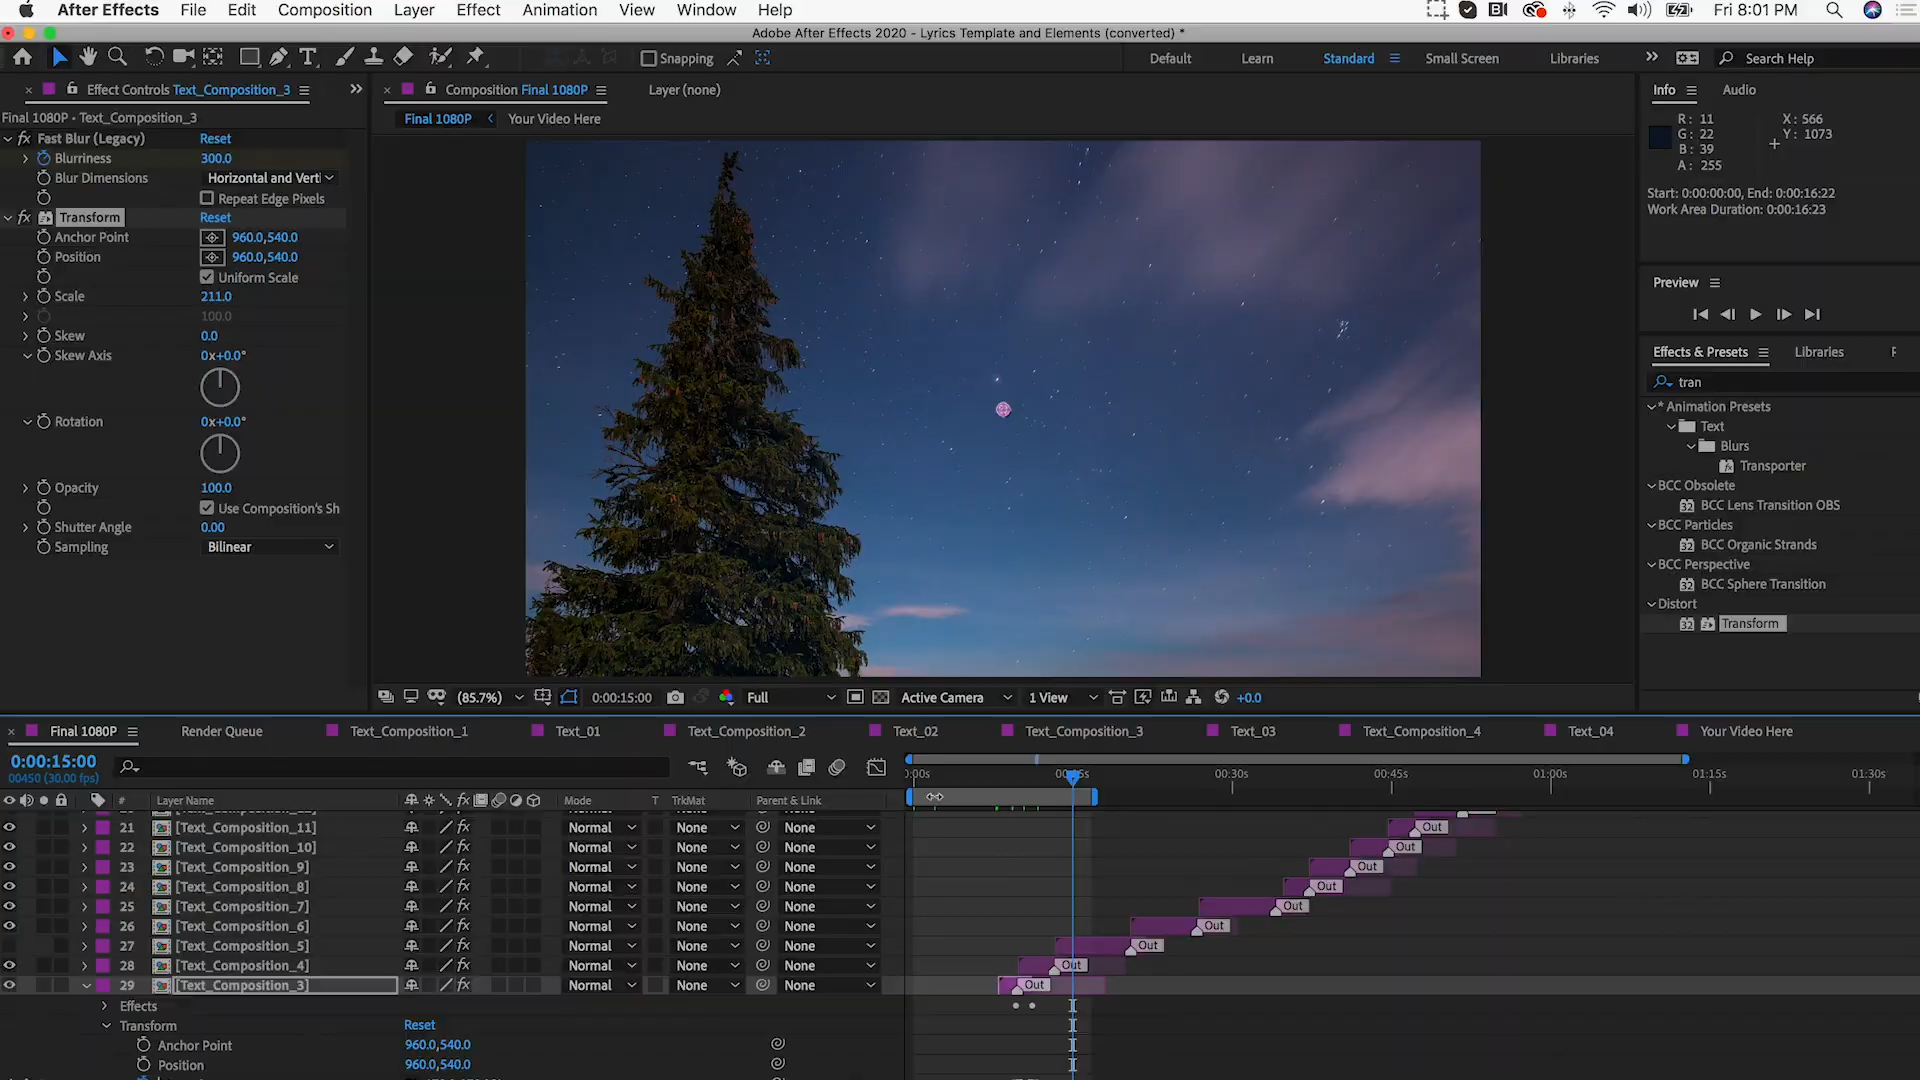 After Effects File Edit Composition Layer Effect Animation View Window Help Fri 8:01 PM
Adobe After Effects 2020 - Lyrics Template and Elements (converted) *
Snapping Default Learn Standard Small Screen Libraries Search Help
Effect Controls Text_Composition_3
Final 1080P • Text_Composition_3
Fast Blur (Legacy) Reset
Blurriness 300.0
Blur Dimensions Horizontal and Verti
Repeat Edge Pixels
Transform Reset
Anchor Point 960.0,540.0
Position 960.0,540.0
Uniform Scale
Scale 211.0
100.0
Skew 0.0
Skew Axis 0x+0.0°
Rotation 0x+0.0°
Opacity 100.0
Use Composition's Sh
Shutter Angle 0.00
Sampling Bilinear
Composition Final 1080P Layer (none)
Final 1080P Your Video Here
(85.7%) 0:00:15:00 Full Active Camera 1 View +0.0
Info Audio
R: 11 X: 566
G: 22 Y: 1073
B: 39
A: 255
Start: 0:00:00:00, End: 0:00:16:22
Work Area Duration: 0:00:16:23
Preview
Effects & Presets Libraries
tran
* Animation Presets
Text
Blurs
Transporter
BCC Obsolete
BCC Lens Transition OBS
BCC Particles
BCC Organic Strands
BCC Perspective
BCC Sphere Transition
Distort
Transform
Final 1080P Render Queue Text_Composition_1 Text_01 Text_Composition_2 Text_02 Text_Composition_3 Text_03 Text_Composition_4 Text_04 Your Video Here
0:00:15:00
00450 (30.00 fps)
00:30s 00:45s 01:00s 01:15s 01:30s
# Layer Name Mode T TrkMat Parent & Link
21 [Text_Composition_11] Normal None None Out
22 [Text_Composition_10] Normal None None Out
23 [Text_Composition_9] Normal None None Out
24 [Text_Composition_8] Normal None None Out
25 [Text_Composition_7] Normal None None Out
26 [Text_Composition_6] Normal None None Out
27 [Text_Composition_5] Normal None None Out
28 [Text_Composition_4] Normal None None Out
29 [Text_Composition_3] Normal None None Out
Effects
Transform Reset
Anchor Point 960.0,540.0
Position 960.0,540.0